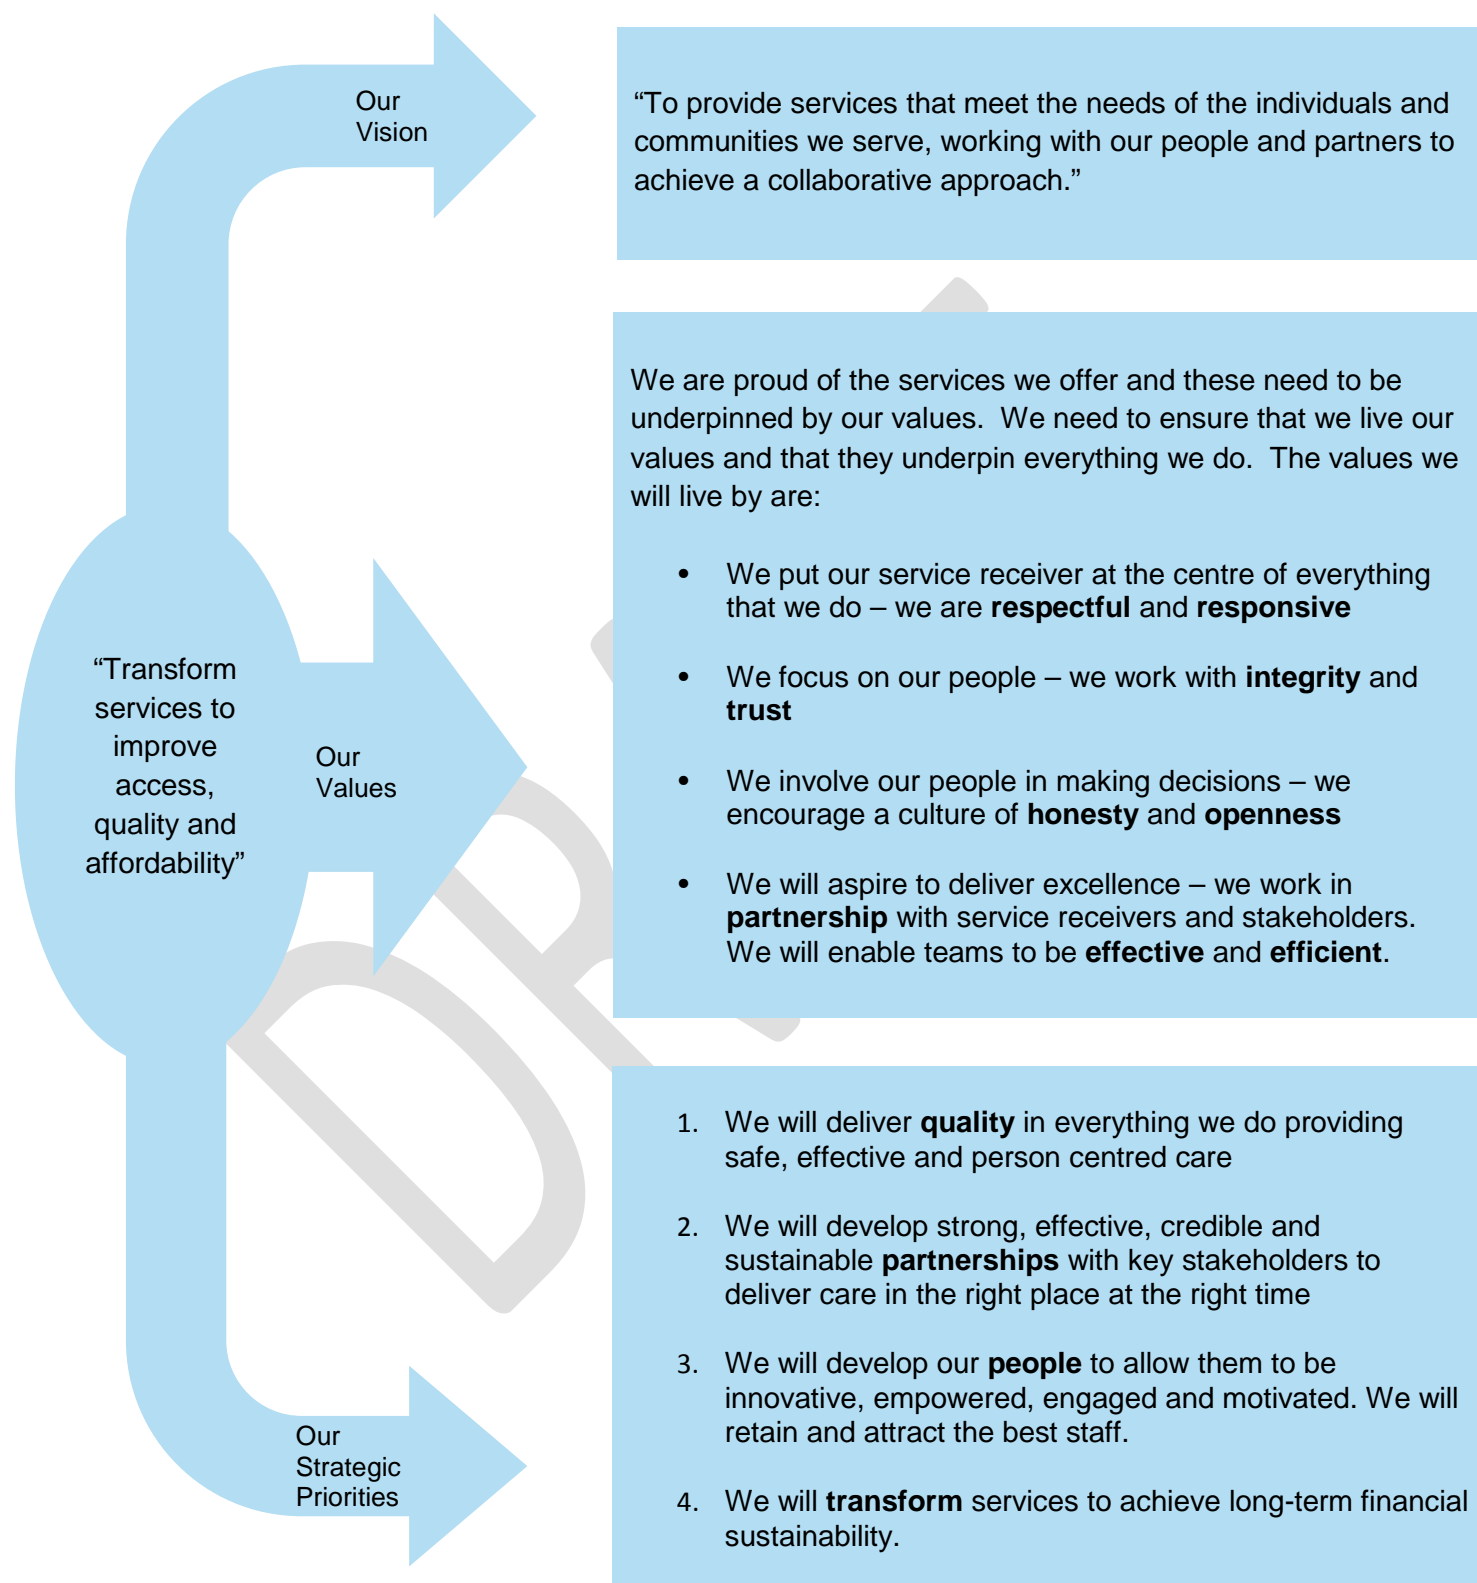 Our
Vision
“To provide services that meet the needs of the individuals and
communities we serve, working with our people and partners to
achieve a collaborative approach.”
“Transform
services to
improve
access,
quality and
affordability”
Our
Values
We are proud of the services we offer and these need to be
underpinned by our values.  We need to ensure that we live our
values and that they underpin everything we do.  The values we
will live by are:
• We put our service receiver at the centre of everything
that we do – we are respectful and responsive
• We focus on our people – we work with integrity and
trust
• We involve our people in making decisions – we
encourage a culture of honesty and openness
• We will aspire to deliver excellence – we work in
partnership with service receivers and stakeholders.
We will enable teams to be effective and efficient.
Our
Strategic
Priorities
1. We will deliver quality in everything we do providing
safe, effective and person centred care
2. We will develop strong, effective, credible and
sustainable partnerships with key stakeholders to
deliver care in the right place at the right time
3. We will develop our people to allow them to be
innovative, empowered, engaged and motivated. We will
retain and attract the best staff.
4. We will transform services to achieve long-term financial
sustainability.